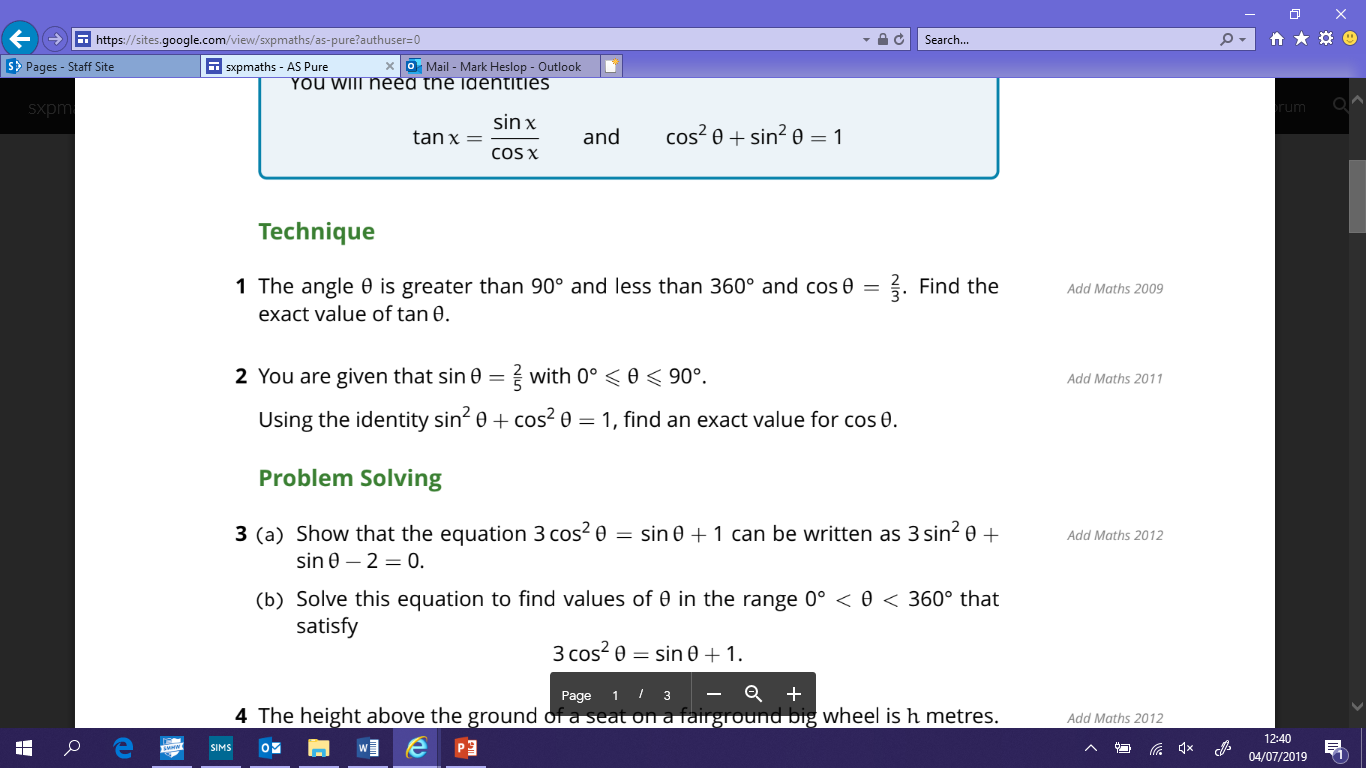 https://sites.google.com/view/sxpmaths/as-pure?authuser=0
Search...
Pages - Staff Site
sxpmaths - AS Pure
Mail - Mark Heslop - Outlook
You will need the identities
tan x = sin x / cos x and cos² θ + sin² θ = 1
Technique
1 The angle θ is greater than 90° and less than 360° and cos θ = 2/3. Find the
exact value of tan θ.
Add Maths 2009
2 You are given that sin θ = 2/5 with 0° ⩽ θ ⩽ 90°.
Add Maths 2011
Using the identity sin² θ + cos² θ = 1, find an exact value for cos θ.
Problem Solving
3 (a) Show that the equation 3 cos² θ = sin θ + 1 can be written as 3 sin² θ +
sin θ − 2 = 0.
Add Maths 2012
(b) Solve this equation to find values of θ in the range 0° < θ < 360° that
satisfy
3 cos² θ = sin θ + 1.
Page 1 / 3
4 The height above the ground of a seat on a fairground big wheel is h metres.
Add Maths 2012
SIMS
12:40
04/07/2019
1